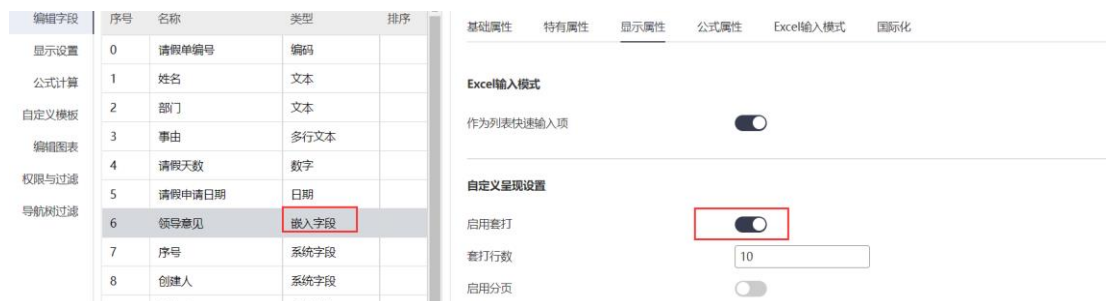 编辑字段
显示设置
公式计算
自定义模板
编辑图表
权限与过滤
导航树过滤
序号 名称 类型 排序
0 请假单编号 编码
1 姓名 文本
2 部门 文本
3 事由 多行文本
4 请假天数 数字
5 请假申请日期 日期
6 领导意见 嵌入字段
7 序号 系统字段
8 创建人 系统字段
基础属性 特有属性 显示属性 公式属性 Excel输入模式 国际化
Excel输入模式
作为列表快速输入项
自定义呈现设置
启用套打
套打行数 10
启用分页